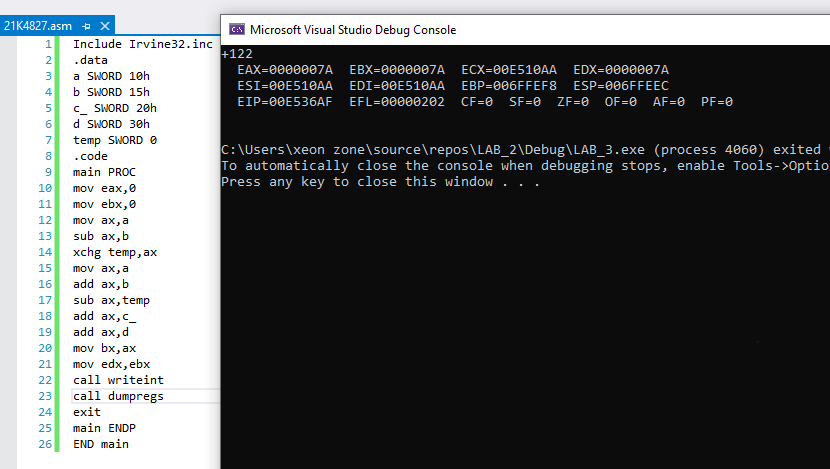 21K4827.asm
Microsoft Visual Studio Debug Console
1 Include Irvine32.inc
2 .data
3 a SWORD 10h
4 b SWORD 15h
5 c_ SWORD 20h
6 d SWORD 30h
7 temp SWORD 0
8 .code
9 main PROC
10 mov eax,0
11 mov ebx,0
12 mov ax,a
13 sub ax,b
14 xchg temp,ax
15 mov ax,a
16 add ax,b
17 sub ax,temp
18 add ax,c_
19 add ax,d
20 mov bx,ax
21 mov edx,ebx
22 call writeint
23 call dumpregs
24 exit
25 main ENDP
26 END main
+122
EAX=0000007A EBX=0000007A ECX=00E510AA EDX=0000007A
ESI=00E510AA EDI=00E510AA EBP=006FFEF8 ESP=006FFEEC
EIP=00E536AF EFL=00000202 CF=0 SF=0 ZF=0 OF=0 AF=0 PF=0
C:\Users\xeon zone\source\repos\LAB_2\Debug\LAB_3.exe (process 4060) exited
To automatically close the console when debugging stops, enable Tools->Optio
Press any key to close this window . . .